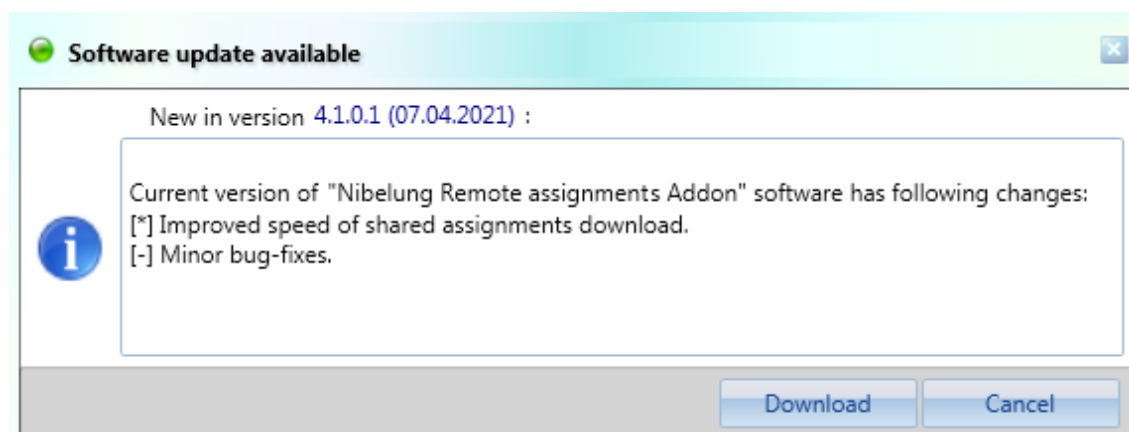 Software update available
New in version 4.1.0.1 (07.04.2021) :
Current version of "Nibelung Remote assignments Addon" software has following changes:
[*] Improved speed of shared assignments download.
[-] Minor bug-fixes.
Download Cancel